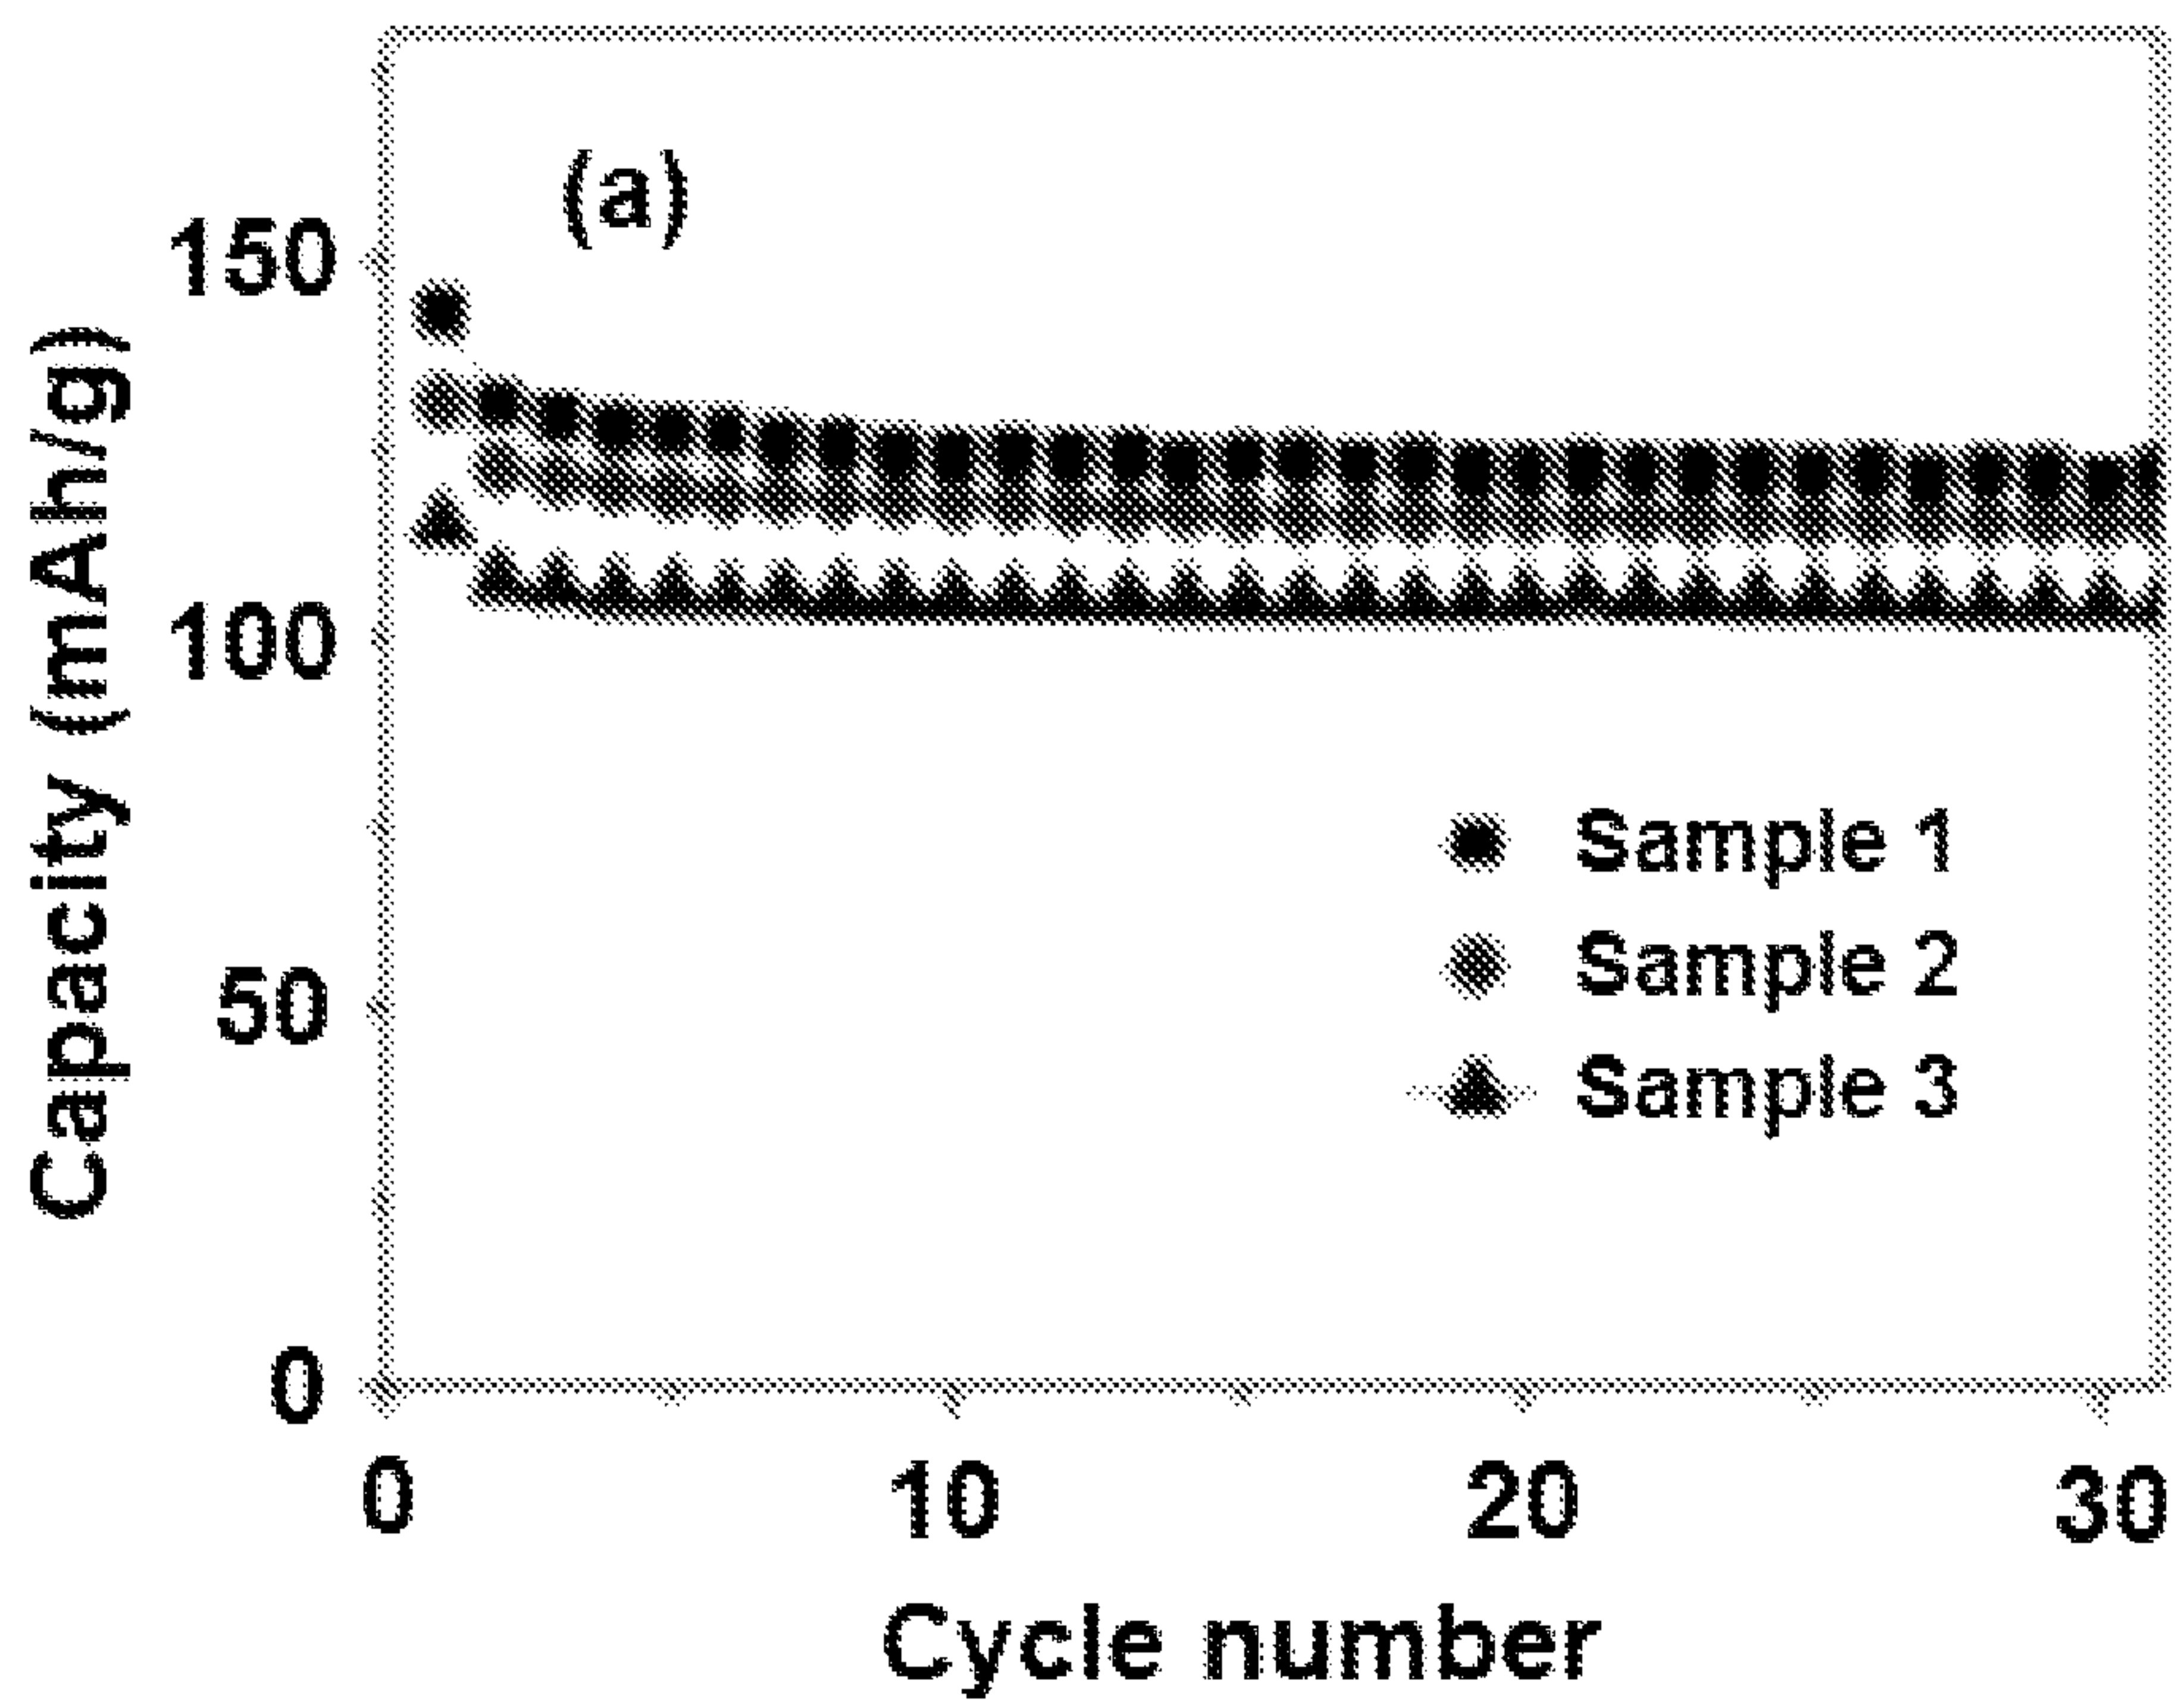 (a)
150
100
50
0
Capacity (mAh/g)
Sample 1
Sample 2
Sample 3
0 10 20 30
Cycle number